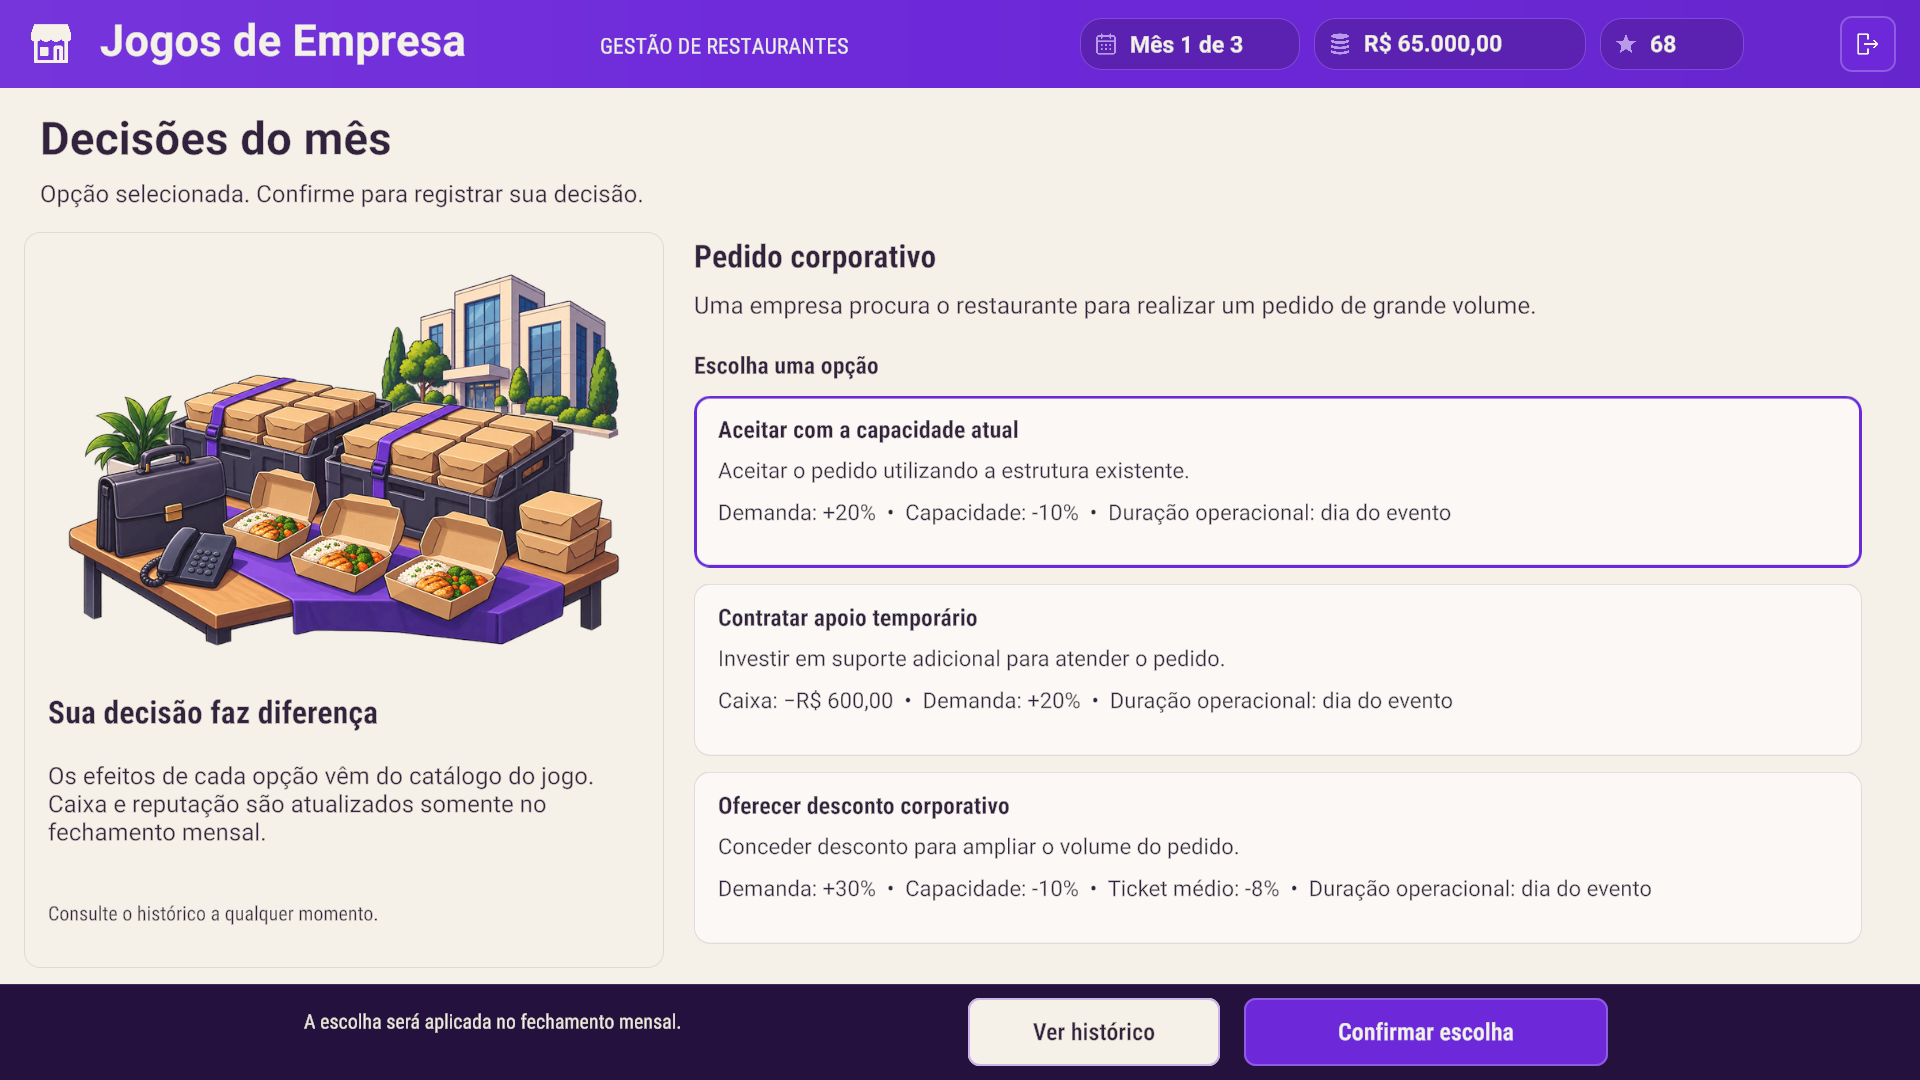 Jogos de Empresa
GESTÃO DE RESTAURANTES
Mês 1 de 3
R$ 65.000,00
68
Decisões do mês
Opção selecionada. Confirme para registrar sua decisão.
Sua decisão faz diferença
Os efeitos de cada opção vêm do catálogo do jogo.
Caixa e reputação são atualizados somente no
fechamento mensal.
Consulte o histórico a qualquer momento.
Pedido corporativo
Uma empresa procura o restaurante para realizar um pedido de grande volume.
Escolha uma opção
Aceitar com a capacidade atual
Aceitar o pedido utilizando a estrutura existente.
Demanda: +20% • Capacidade: -10% • Duração operacional: dia do evento
Contratar apoio temporário
Investir em suporte adicional para atender o pedido.
Caixa: −R$ 600,00 • Demanda: +20% • Duração operacional: dia do evento
Oferecer desconto corporativo
Conceder desconto para ampliar o volume do pedido.
Demanda: +30% • Capacidade: -10% • Ticket médio: -8% • Duração operacional: dia do evento
A escolha será aplicada no fechamento mensal.
Ver histórico
Confirmar escolha